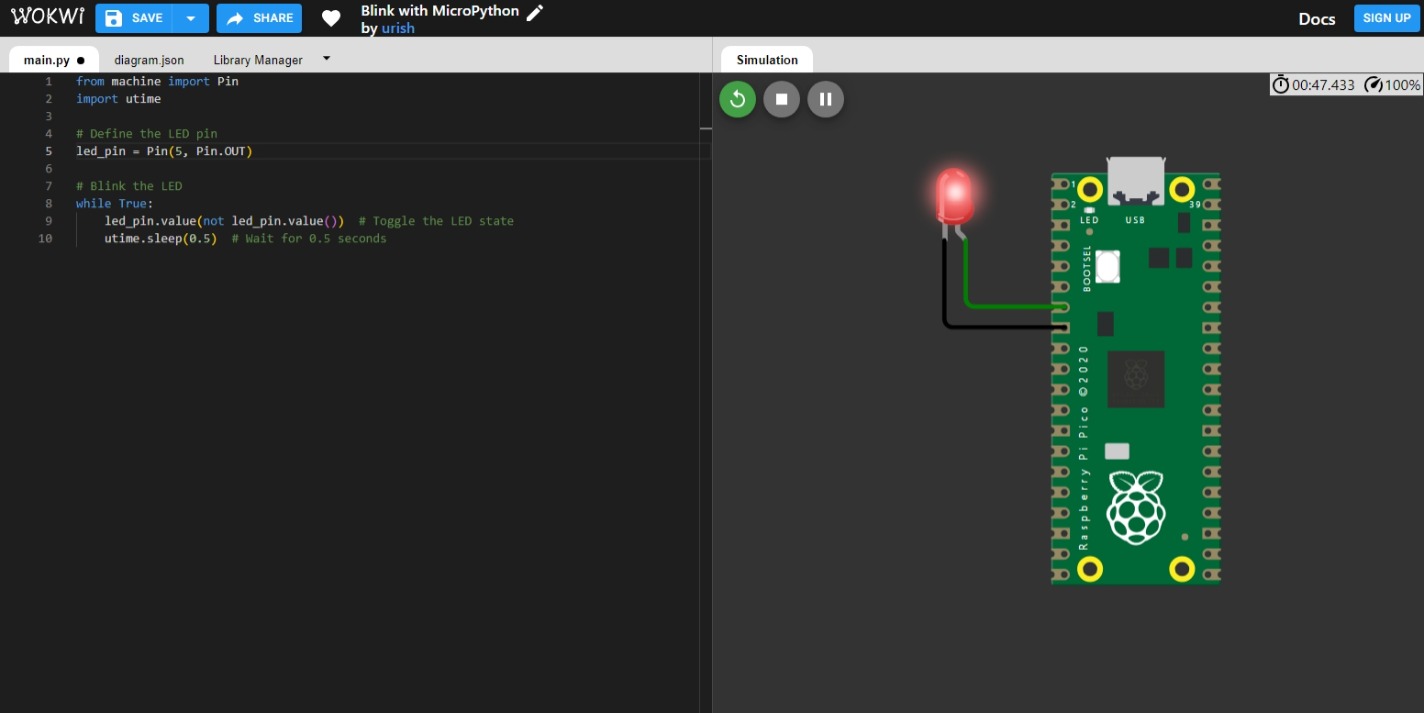 WOKWi SAVE SHARE Blink with MicroPython
by urish
Docs SIGN UP
main.py ● diagram.json Library Manager
Simulation
00:47.433 100%
1 from machine import Pin
2 import utime
3
4 # Define the LED pin
5 led_pin = Pin(5, Pin.OUT)
6
7 # Blink the LED
8 while True:
9 led_pin.value(not led_pin.value()) # Toggle the LED state
10 utime.sleep(0.5) # Wait for 0.5 seconds
1
2
39
LED USB
BOOTSEL
Raspberry Pi Pico ©2020